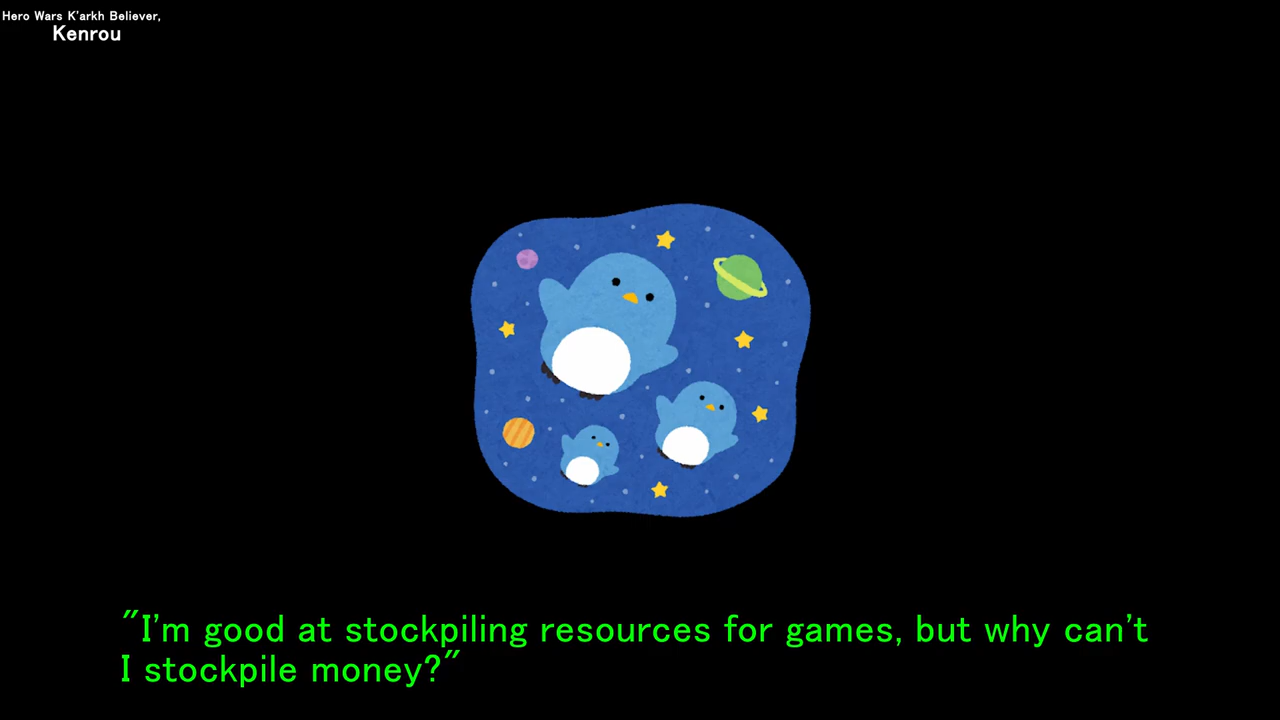 Hero Wars K'arkh Believer,
Kenrou
"I'm good at stockpiling resources for games, but why can't
I stockpile money?"